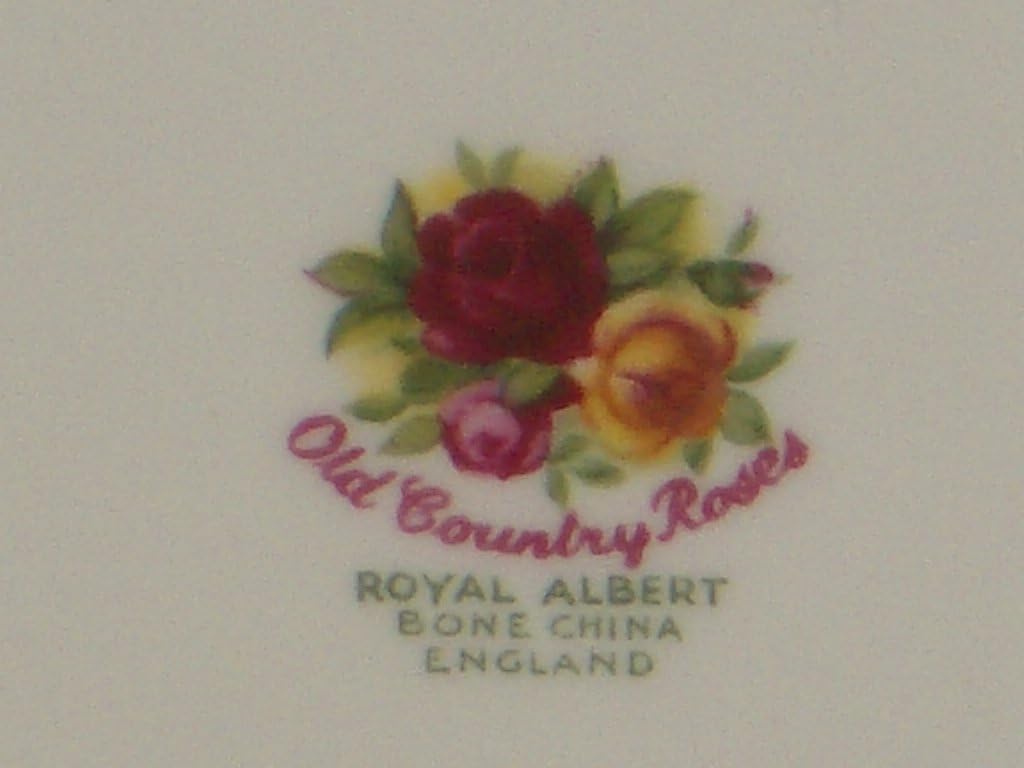 Old Country Roses
ROYAL ALBERT
BONE CHINA
ENGLAND